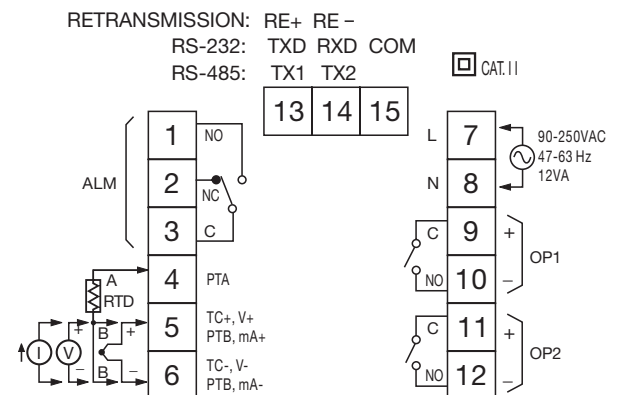 RETRANSMISSION: RE+ RE –
RS-232: TXD RXD COM
RS-485: TX1 TX2
CAT. II
13 14 15
1 NO
ALM 2 NC
3 C
4 PTA
A
RTD
5 TC+, V+
PTB, mA+
6 TC-, V-
PTB, mA-
I V + B +
– B –
L 7
N 8
90-250VAC
47-63 Hz
12VA
C 9 +
OP1
NO 10 –
C 11 +
OP2
NO 12 –